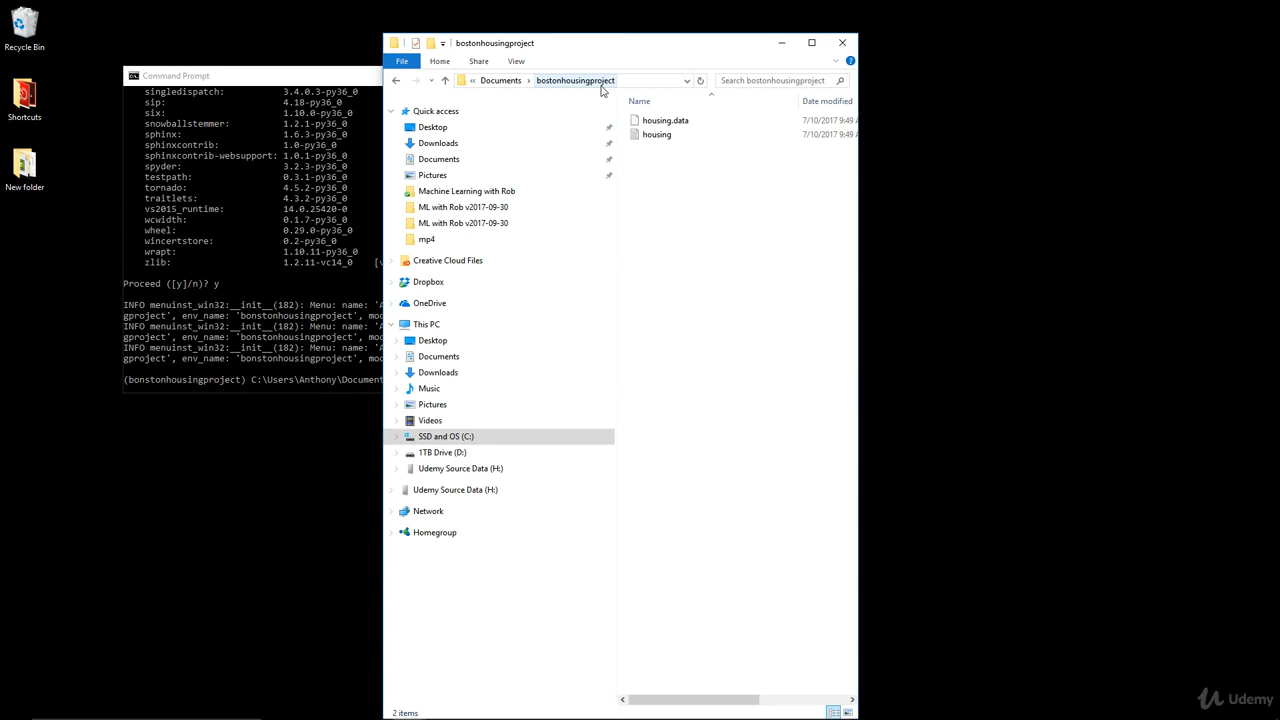 Recycle Bin
Shortcuts
New folder
Command Prompt
singledispatch: 3.4.0.3-py36_0
sip: 4.18-py36_0
six: 1.10.0-py36_0
snowballstemmer: 1.2.1-py36_0
sphinx: 1.6.3-py36_0
sphinxcontrib: 1.0-py36_0
sphinxcontrib-websupport: 1.0.1-py36_0
spyder: 3.2.3-py36_0
testpath: 0.3.1-py36_0
tornado: 4.5.2-py36_0
traitlets: 4.3.2-py36_0
vs2015_runtime: 14.0.25420-0
wcwidth: 0.1.7-py36_0
wheel: 0.29.0-py36_0
wincertstore: 0.2-py36_0
wrapt: 1.10.11-py36_0
zlib: 1.2.11-vc14_0 [
Proceed ([y]/n)? y
INFO menuinst_win32:__init__(182): Menu: name: '
gproject', env_name: 'bonstonhousingproject',
INFO menuinst_win32:__init__(182): Menu: name: '
gproject', env_name: 'bonstonhousingproject',
INFO menuinst_win32:__init__(182): Menu: name: '
gproject', env_name: 'bonstonhousingproject',
(bonstonhousingproject) C:\Users\Anthony\Document
bostonhousingproject
File Home Share View
« Documents › bostonhousingproject
Search bostonhousingproject
Name Date modified
housing.data 7/10/2017 9:49
housing 7/10/2017 9:49
Quick access
Desktop
Downloads
Documents
Pictures
Machine Learning with Rob
ML with Rob v2017-09-30
ML with Rob v2017-09-30
mp4
Creative Cloud Files
Dropbox
OneDrive
This PC
Desktop
Documents
Downloads
Music
Pictures
Videos
SSD and OS (C:)
1TB Drive (D:)
Udemy Source Data (H:)
Udemy Source Data (H:)
Network
Homegroup
2 items
Udemy